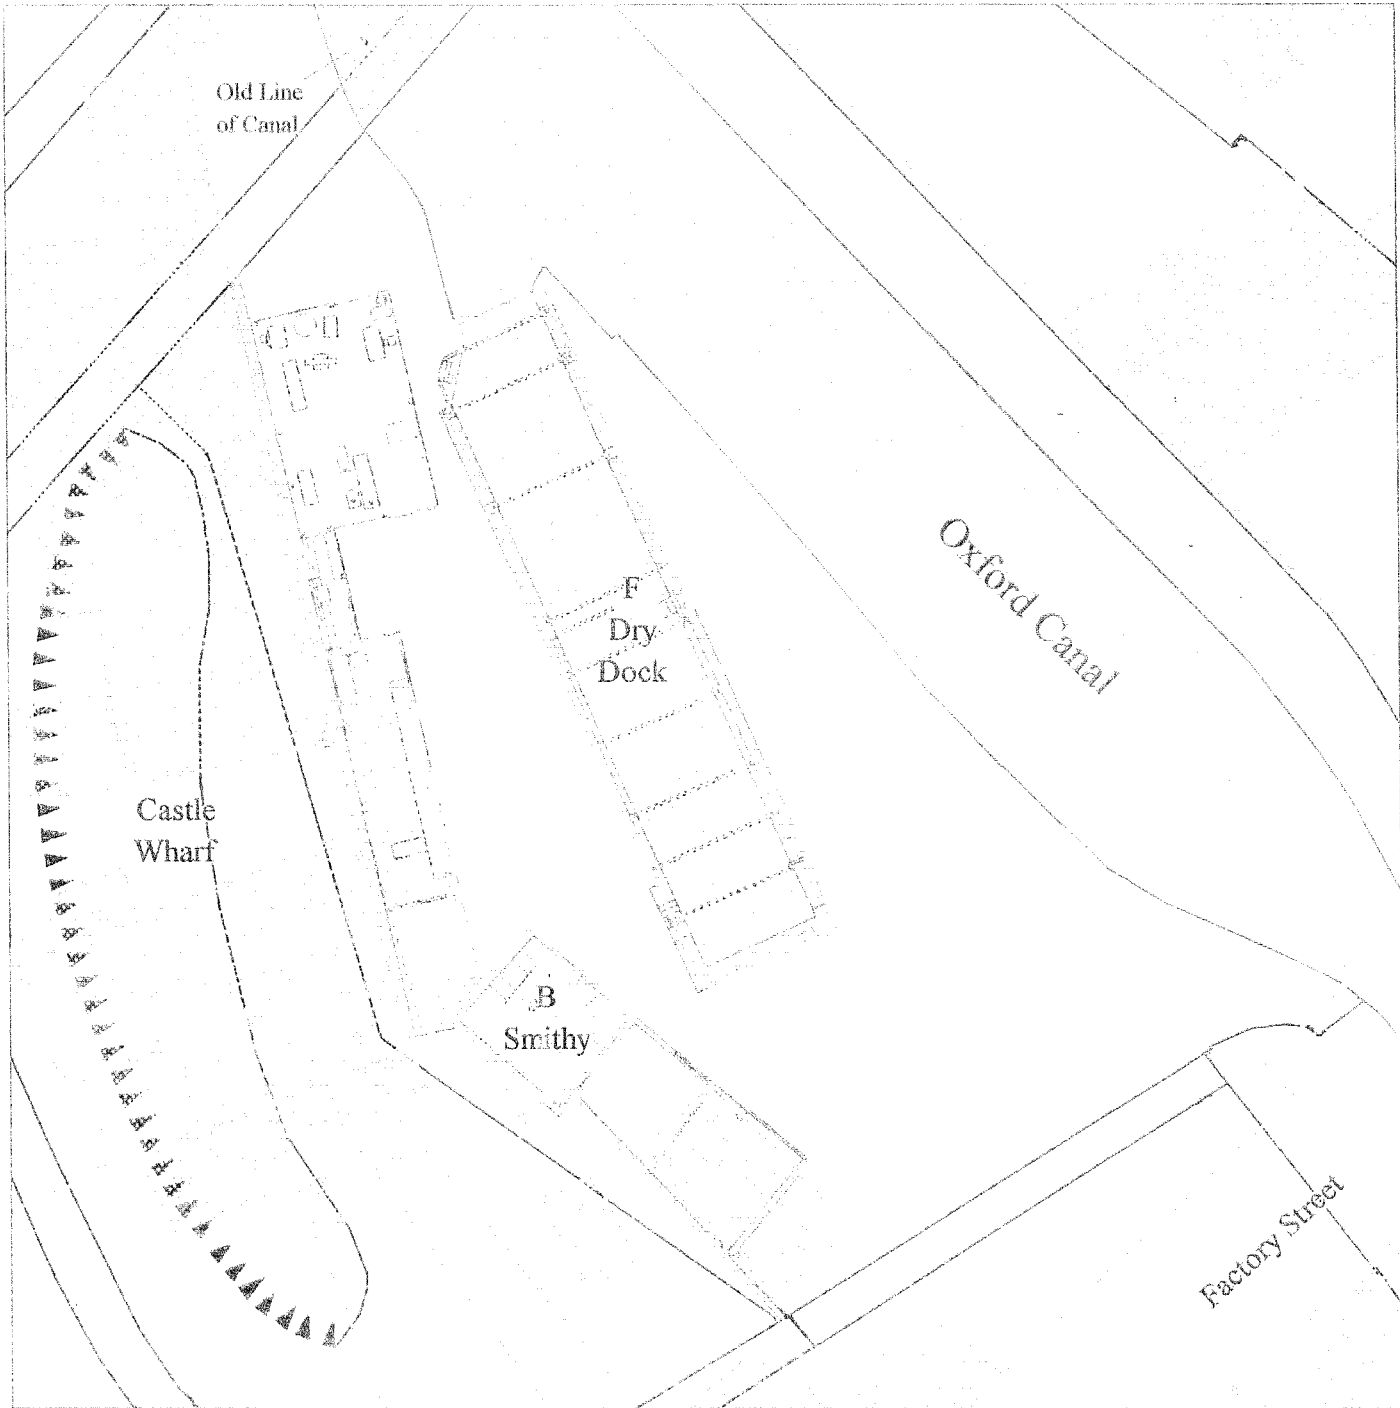 Old Line
of Canal
Oxford Canal
F
Dry
Dock
Castle
Wharf
B
Smithy
Factory Street